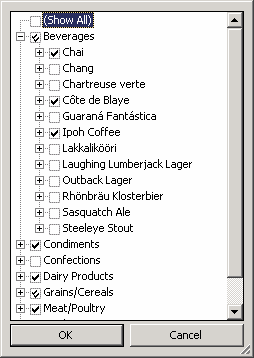 (Show All)
Beverages
Chai
Chang
Chartreuse verte
Côte de Blaye
Guaraná Fantástica
Ipoh Coffee
Lakkalikööri
Laughing Lumberjack Lager
Outback Lager
Rhönbräu Klosterbier
Sasquatch Ale
Steeleye Stout
Condiments
Confections
Dairy Products
Grains/Cereals
Meat/Poultry
OK Cancel